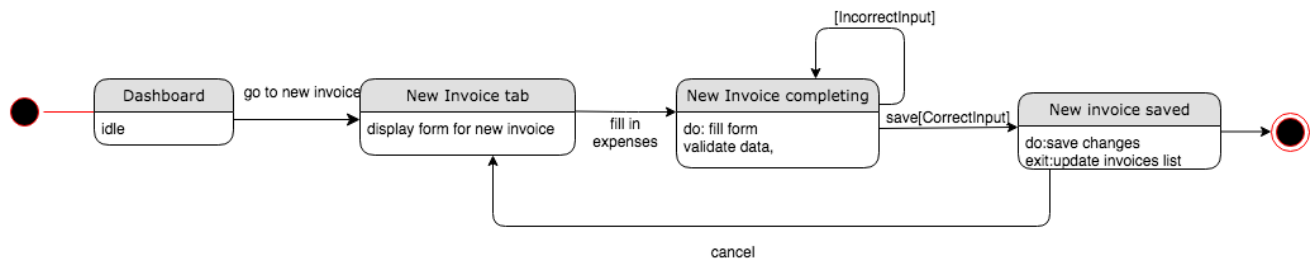 [IncorrectInput]
Dashboard
idle
go to new invoice
New Invoice tab
display form for new invoice
fill in
expenses
New Invoice completing
do: fill form
validate data,
save[CorrectInput]
New invoice saved
do:save changes
exit:update invoices list
cancel